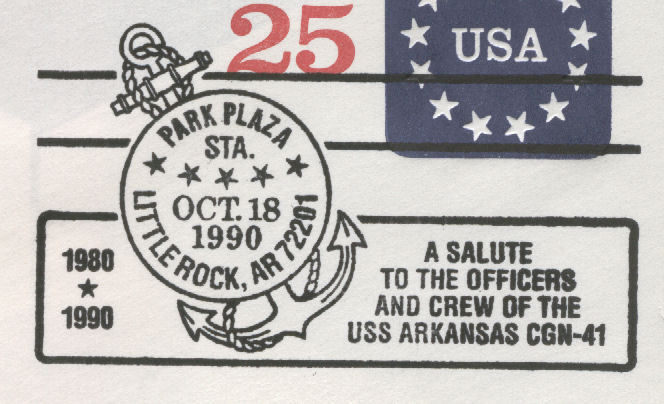 25
USA
PARK PLAZA
STA.
OCT. 18
1990
LITTLE ROCK, AR 72201
1980
1990
A SALUTE
TO THE OFFICERS
AND CREW OF THE
USS ARKANSAS CGN-41